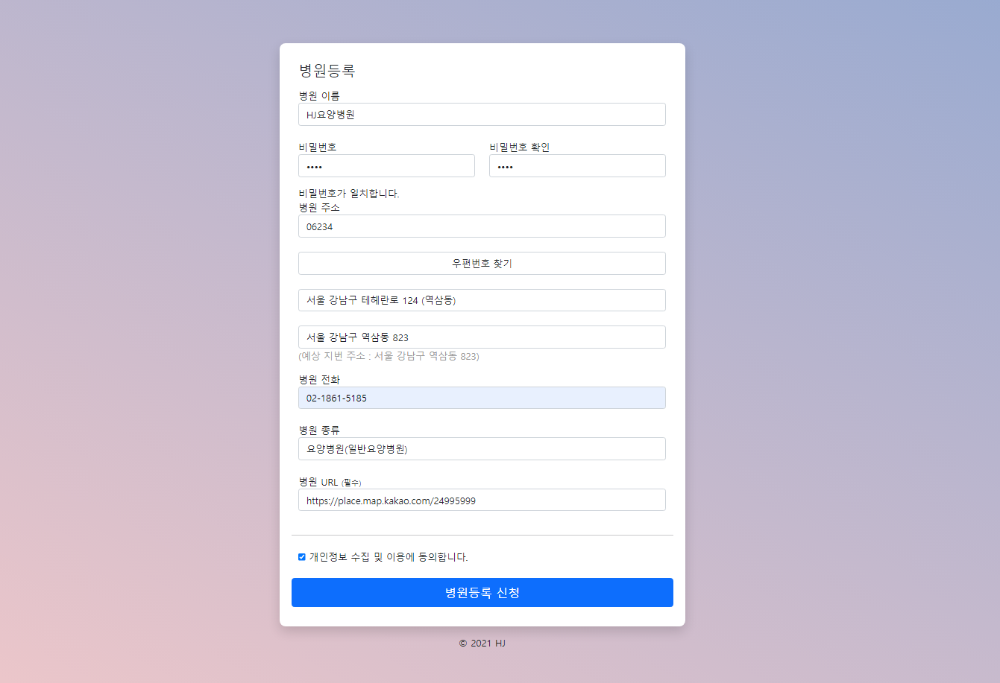 병원등록
병원 이름
HJ요양병원
비밀번호 비밀번호 확인
•••• ••••
비밀번호가 일치합니다.
병원 주소
06234
우편번호 찾기
서울 강남구 테헤란로 124 (역삼동)
서울 강남구 역삼동 823
(예상 지번 주소 : 서울 강남구 역삼동 823)
병원 전화
02-1861-5185
병원 종류
요양병원(일반요양병원)
병원 URL (필수)
https://place.map.kakao.com/24995999
개인정보 수집 및 이용에 동의합니다.
병원등록 신청
© 2021 HJ